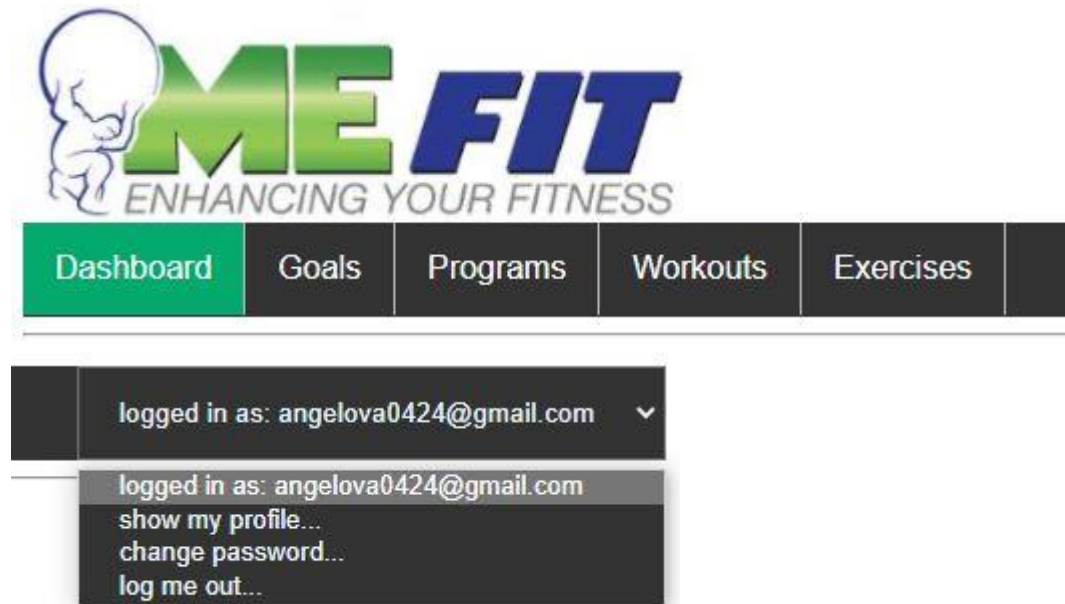 ME FIT
ENHANCING YOUR FITNESS
Dashboard Goals Programs Workouts Exercises
logged in as: angelova0424@gmail.com
logged in as: angelova0424@gmail.com
show my profile...
change password...
log me out...